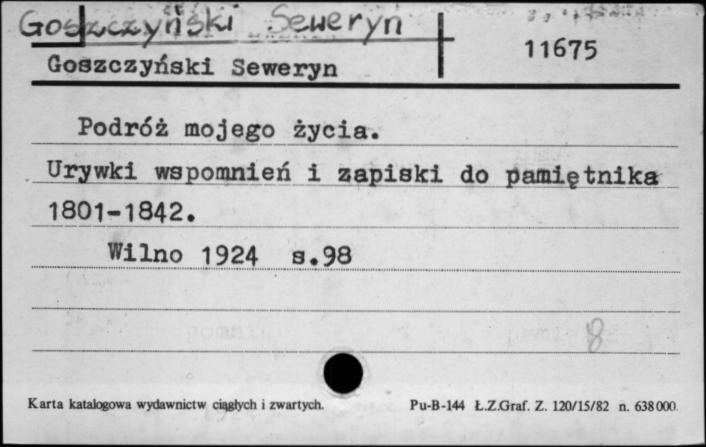 Goszczyński Seweryn
11675
Goszczyński Seweryn
Podróż mojego życia.
Urywki wspomnień i zapiski do pamiętnika
1801-1842.
Wilno 1924 s.98
8
Karta katalogowa wydawnictw ciągłych i zwartych. Pu-B-144 Ł.Z.Graf. Z. 120/15/82 n. 638000.